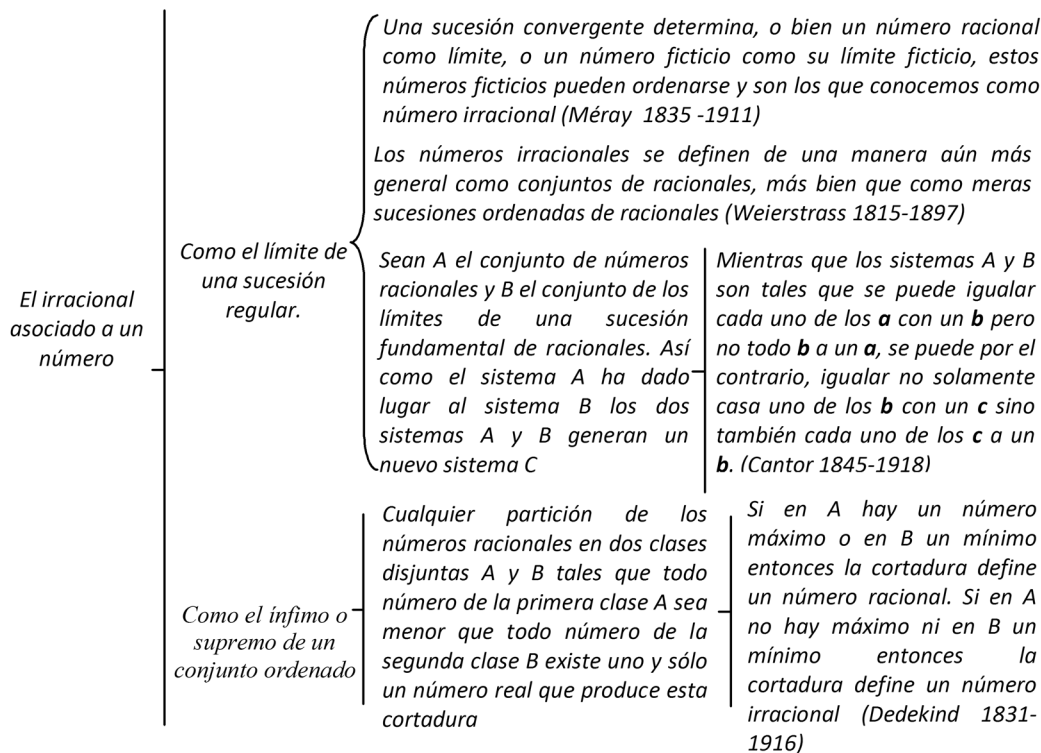 El irracional
asociado a un
número
Como el límite de
una sucesión
regular.
Una sucesión convergente determina, o bien un número racional
como límite, o un número ficticio como su límite ficticio, estos
números ficticios pueden ordenarse y son los que conocemos como
número irracional (Méray 1835 -1911)
Los números irracionales se definen de una manera aún más
general como conjuntos de racionales, más bien que como meras
sucesiones ordenadas de racionales (Weierstrass 1815-1897)
Sean A el conjunto de números
racionales y B el conjunto de los
límites de una sucesión
fundamental de racionales. Así
como el sistema A ha dado
lugar al sistema B los dos
sistemas A y B generan un
nuevo sistema C
Mientras que los sistemas A y B
son tales que se puede igualar
cada uno de los a con un b pero
no todo b a un a, se puede por el
contrario, igualar no solamente
casa uno de los b con un c sino
también cada uno de los c a un
b. (Cantor 1845-1918)
Como el ínfimo o
supremo de un
conjunto ordenado
Cualquier partición de los
números racionales en dos clases
disjuntas A y B tales que todo
número de la primera clase A sea
menor que todo número de la
segunda clase B existe uno y sólo
un número real que produce esta
cortadura
Si en A hay un número
máximo o en B un mínimo
entonces la cortadura define
un número racional. Si en A
no hay máximo ni en B un
mínimo entonces la
cortadura define un número
irracional (Dedekind 1831-
1916)